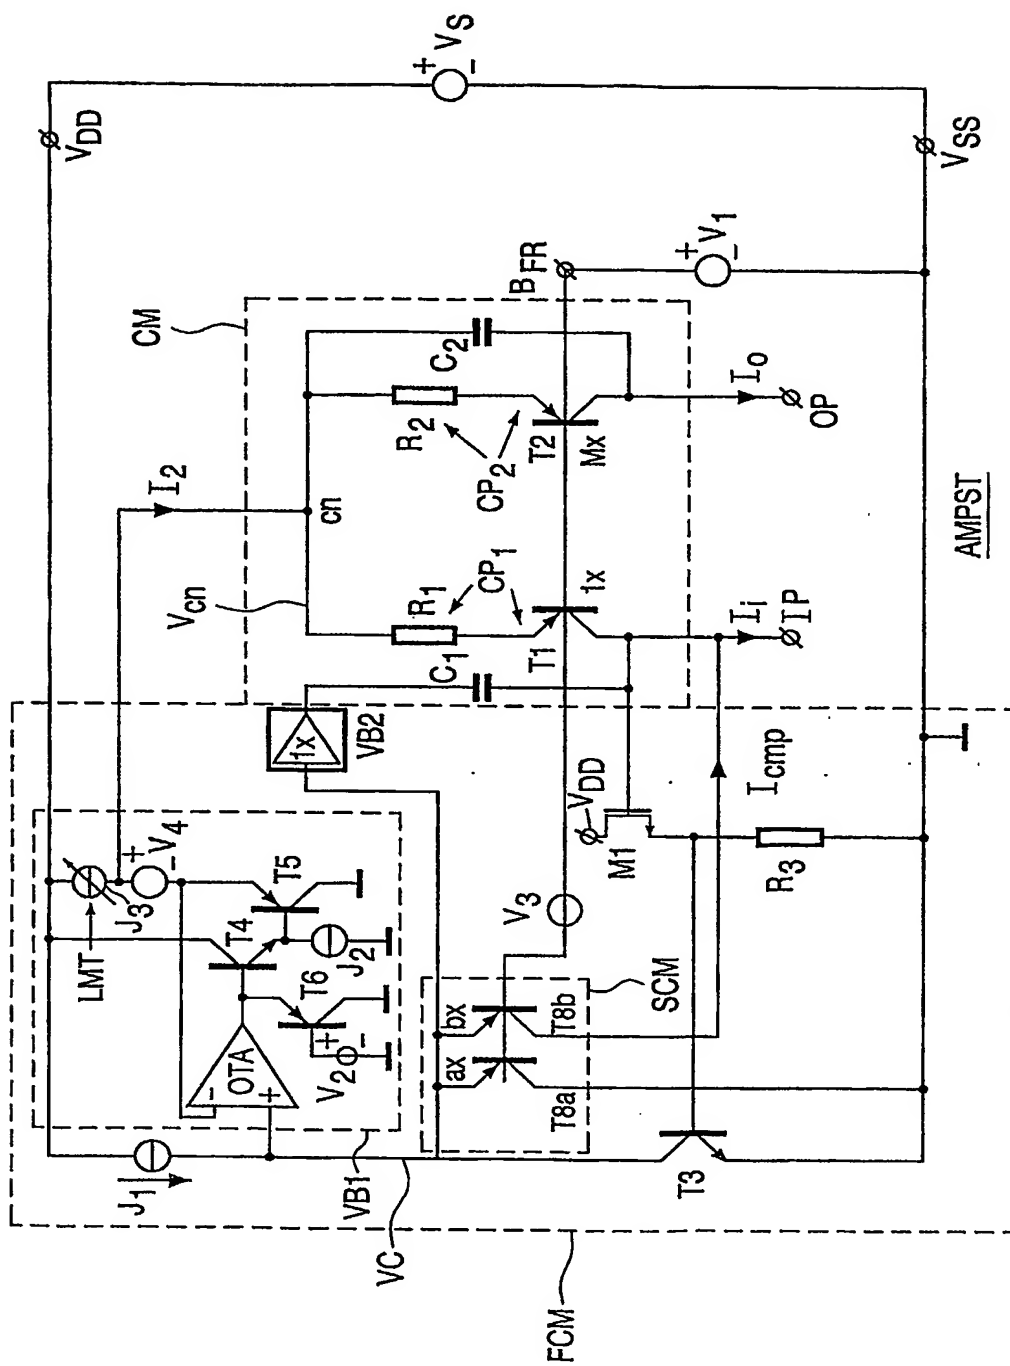 VDD
VS
+
-
VSS
CM
I2
Vcn
cn
R1
CP1
T1
1x
C1
R2
CP2
T2
Mx
C2
BFR
V1
+
-
Io
OP
Ii
IP
AMPST
LMT
J3
V4
+
-
T4
T5
J2
T6
V2
+
-
OTA
-
+
J1
VB1
1x
VB2
VC
V3
VDD
M1
Icmp
R3
ax
bx
T8a
T8b
SCM
T3
FCM